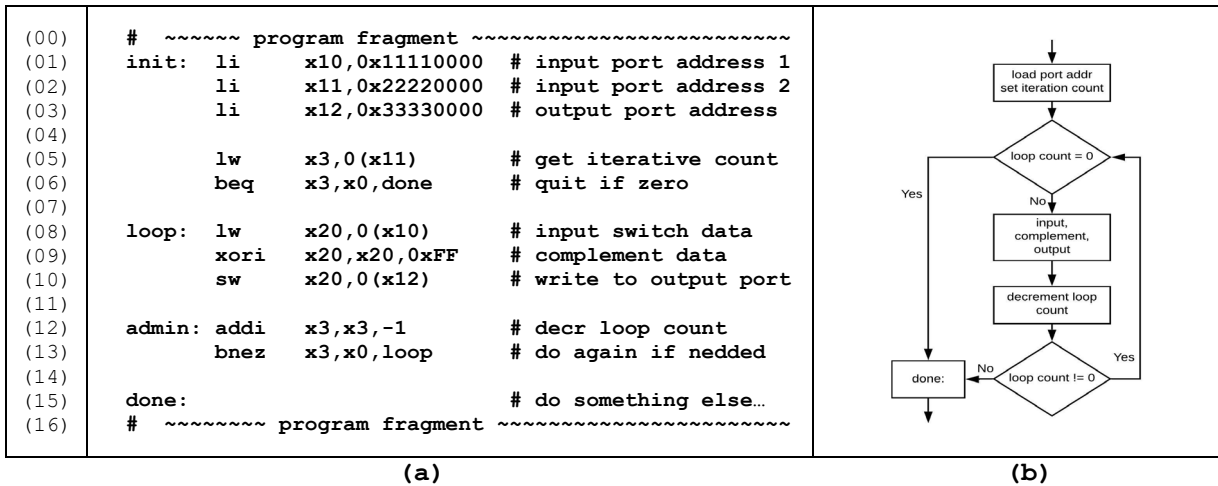 (00) # ~~~~~~ program fragment ~~~~~~~~~~~~~~~~~~~~~~~~~
(01) init: li x10,0x11110000 # input port address 1
(02) li x11,0x22220000 # input port address 2
(03) li x12,0x33330000 # output port address
(04)
(05) lw x3,0(x11) # get iterative count
(06) beq x3,x0,done # quit if zero
(07)
(08) loop: lw x20,0(x10) # input switch data
(09) xori x20,x20,0xFF # complement data
(10) sw x20,0(x12) # write to output port
(11)
(12) admin: addi x3,x3,-1 # decr loop count
(13) bnez x3,x0,loop # do again if nedded
(14)
(15) done: # do something else…
(16) # ~~~~~~~~ program fragment ~~~~~~~~~~~~~~~~~~~~~~~
(a)
load port addr
set iteration count
loop count = 0
Yes
No
input,
complement,
output
decrement loop
count
loop count != 0
Yes
No
done:
(b)